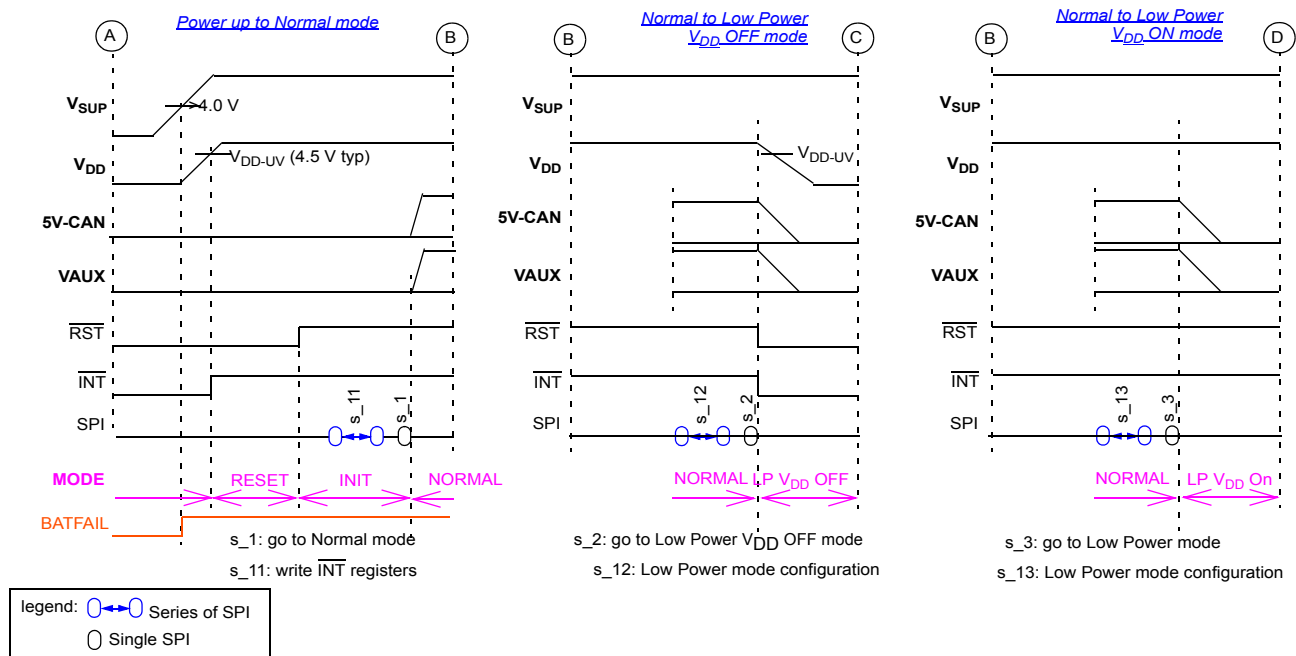 Power up to Normal mode
A
B
VSUP
4.0 V
VDD
VDD-UV (4.5 V typ)
5V-CAN
VAUX
RST
INT
s_11
s_1
SPI
MODE
RESET
INIT
NORMAL
BATFAIL
s_1: go to Normal mode
s_11: write INT registers
legend:
Series of SPI
Single SPI
Normal to Low Power
VDD OFF mode
B
C
VSUP
VDD
VDD-UV
5V-CAN
VAUX
RST
INT
s_12
s_2
SPI
NORMAL
LP VDD OFF
s_2: go to Low Power VDD OFF mode
s_12: Low Power mode configuration
Normal to Low Power
VDD ON mode
B
D
VSUP
VDD
5V-CAN
VAUX
RST
INT
s_13
s_3
SPI
NORMAL
LP VDD On
s_3: go to Low Power mode
s_13: Low Power mode configuration